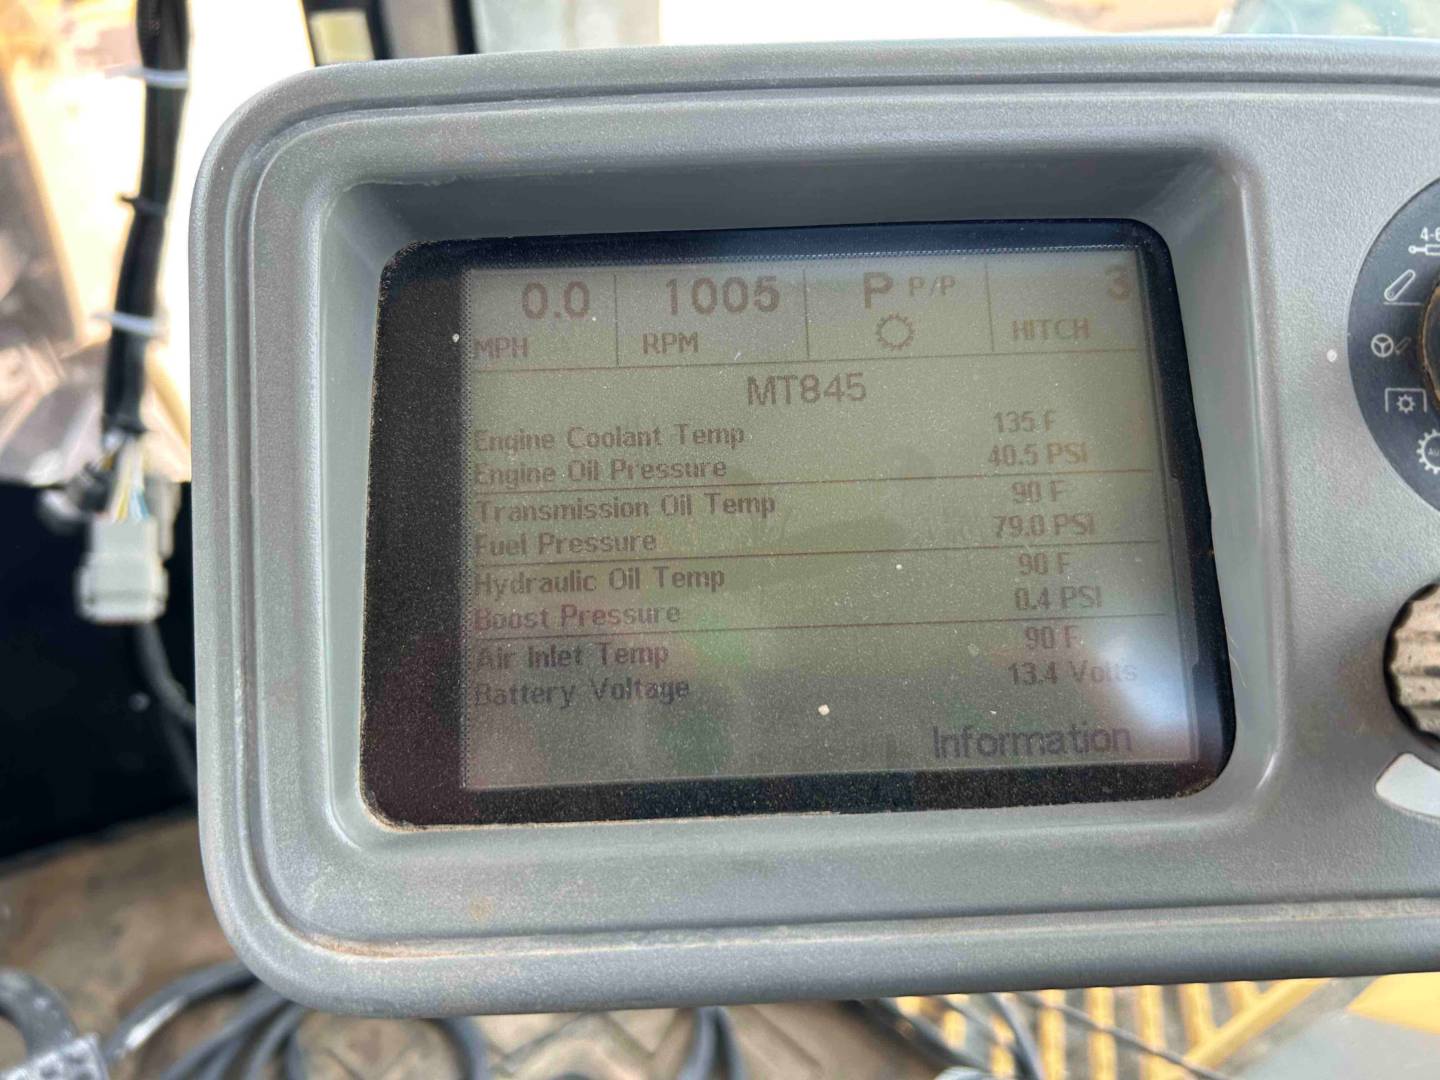 0.0 1005 P P/P 3
MPH RPM HITCH
MT845
Engine Coolant Temp 135 F
Engine Oil Pressure 40.5 PSI
Transmission Oil Temp 90 F
Fuel Pressure 79.0 PSI
Hydraulic Oil Temp 90 F
Boost Pressure 0.4 PSI
Air Inlet Temp 90 F
Battery Voltage 13.4 Volts
Information